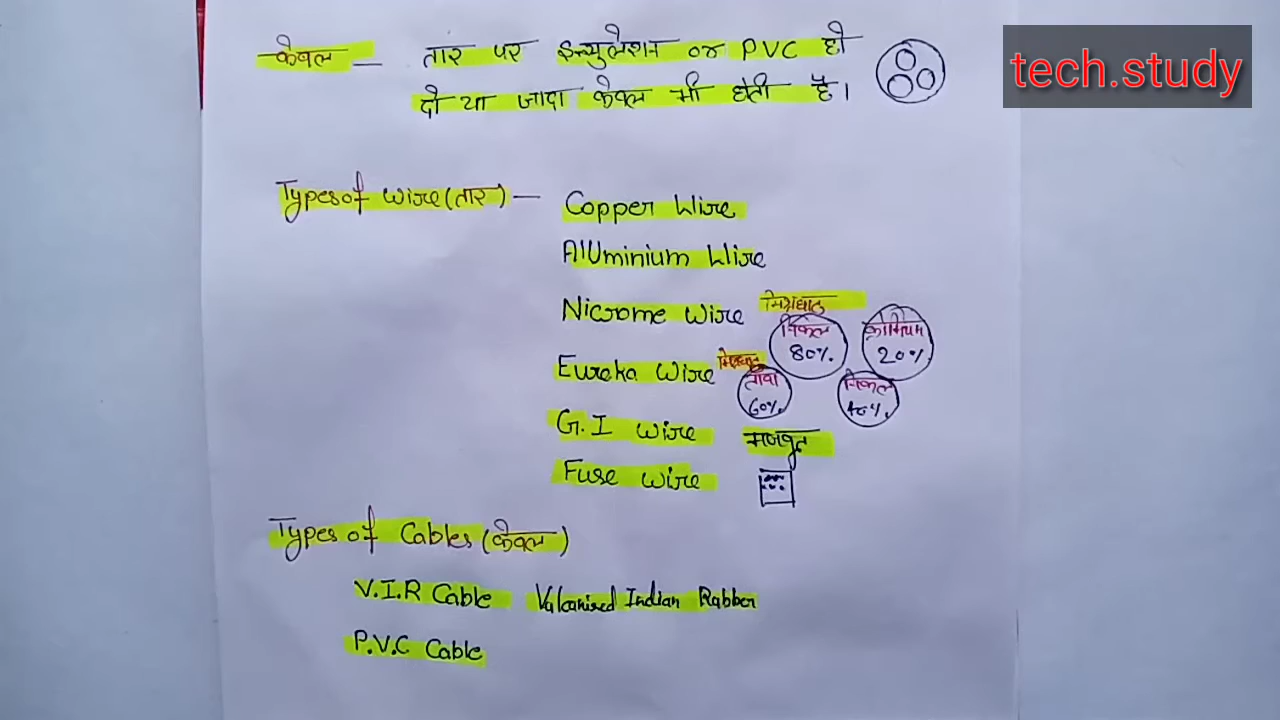 tech.study
केबल — तार पर इन्सुलेशन or PVC हो
दो या जादा केबल भी होती है।
Types of Wire (तार) —
Copper Wire
AlUminium Wire
Nicrome Wire मिश्रधातु
निकल 80%. क्रोमियम 20%.
Eureka Wire मिश्रधातु
तांबा 60%. निकल 40%.
G.I Wire मजबूत
Fuse Wire
Types of Cables (केबल)
V.I.R Cable Valcanised Indian Rabber
P.V.C Cable